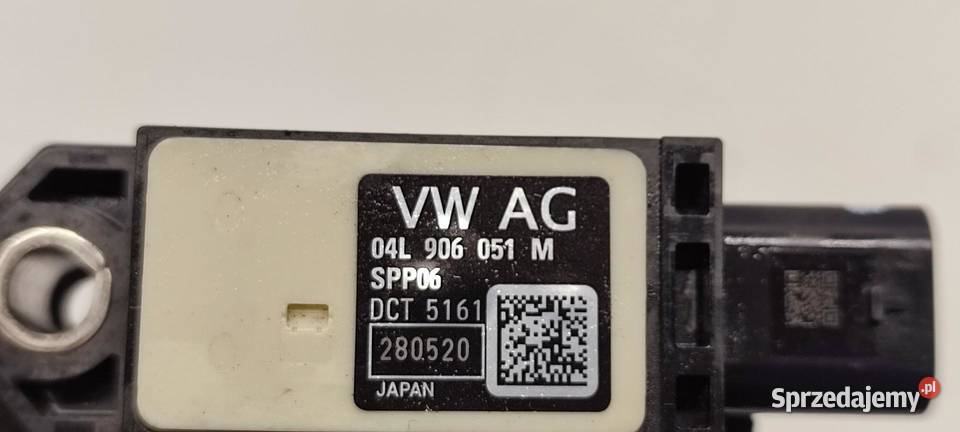 VW AG
04L 906 051 M
SPP06
DCT 5161
280520
JAPAN
Sprzedajemy.pl